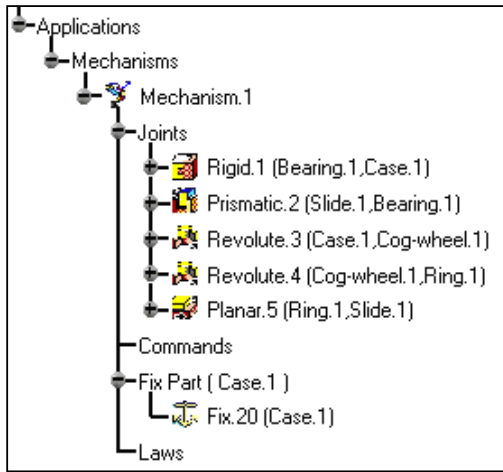 Applications
Mechanisms
Mechanism.1
Joints
Rigid.1 (Bearing.1,Case.1)
Prismatic.2 (Slide.1,Bearing.1)
Revolute.3 (Case.1,Cog-wheel.1)
Revolute.4 (Cog-wheel.1,Ring.1)
Planar.5 (Ring.1,Slide.1)
Commands
Fix Part ( Case.1 )
Fix.20 (Case.1)
Laws